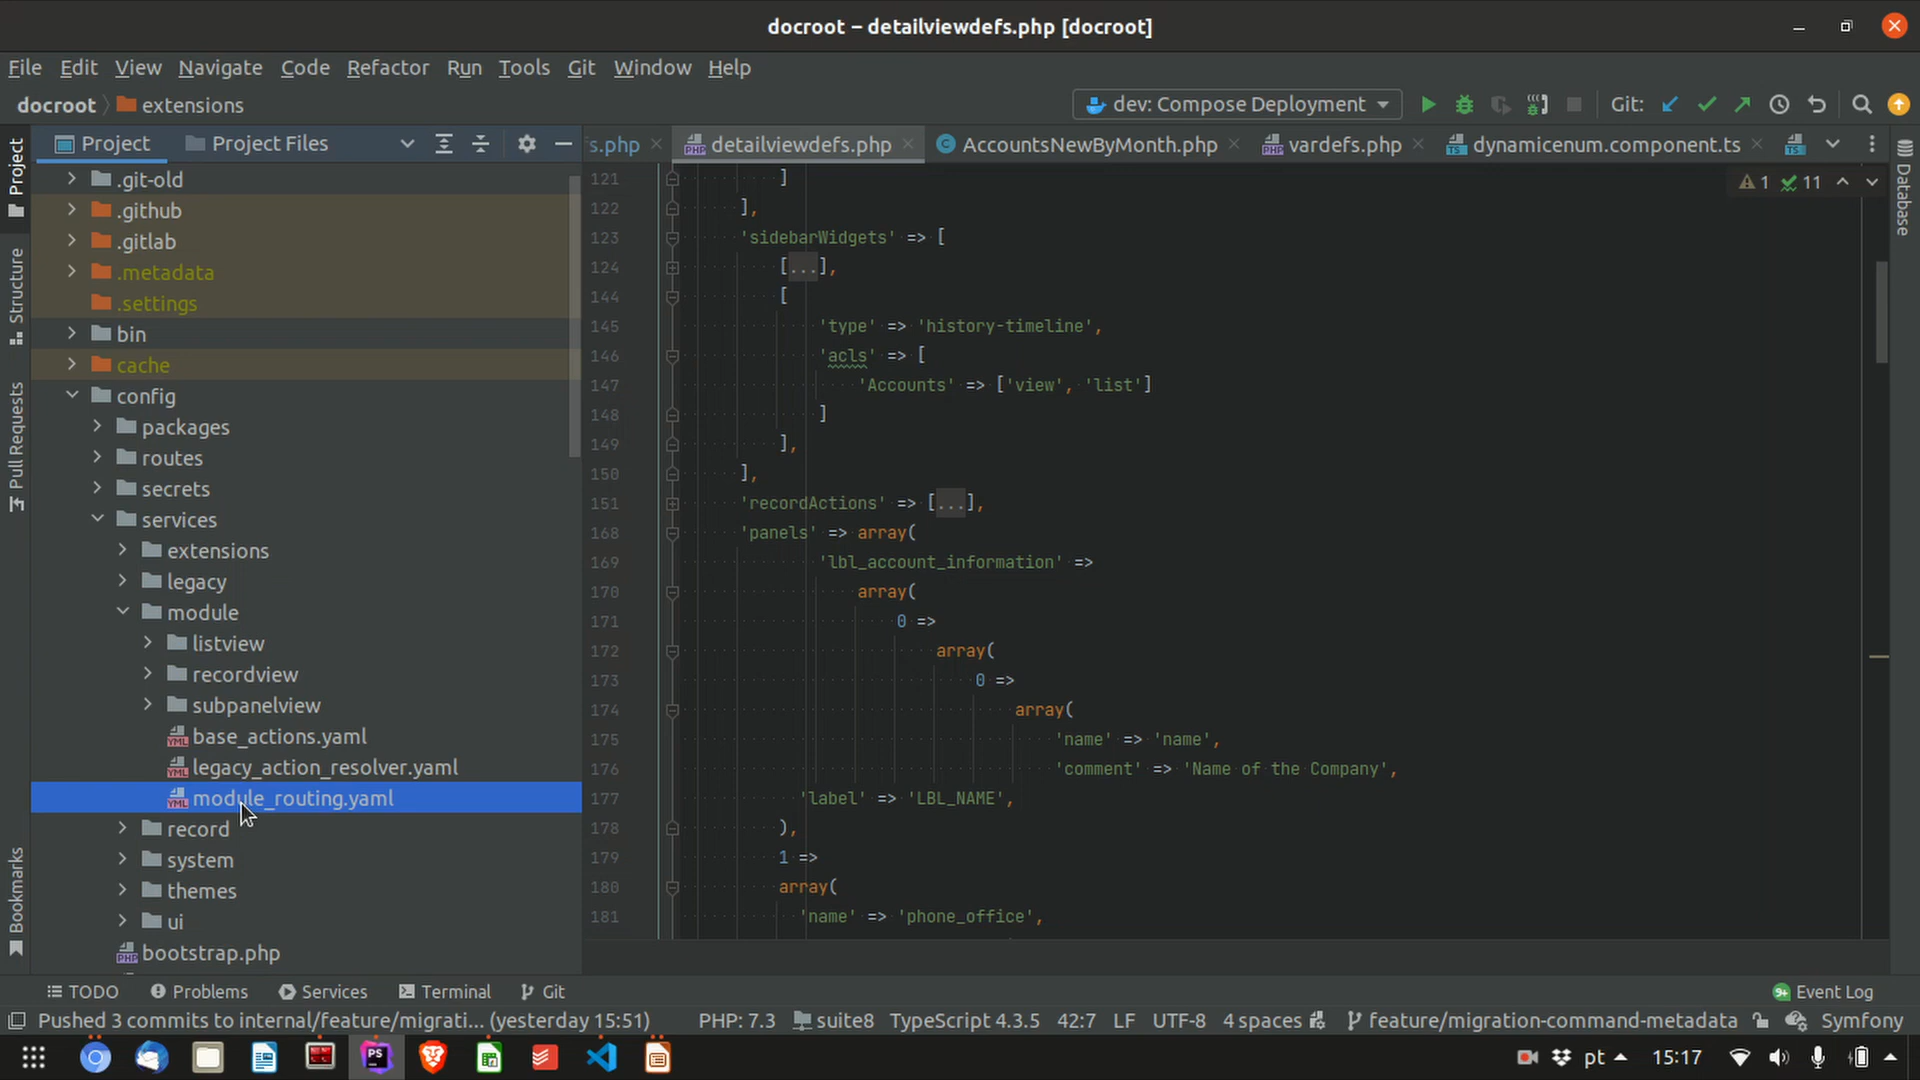 docroot – detailviewdefs.php [docroot]
File Edit View Navigate Code Refactor Run Tools Git Window Help
docroot extensions
dev: Compose Deployment
Git:
Project
Project Files
s.php
detailviewdefs.php
AccountsNewByMonth.php
vardefs.php
dynamicenum.component.ts
Project
Structure
Pull Requests
Bookmarks
Database
.git-old
.github
.gitlab
.metadata
.settings
bin
cache
config
packages
routes
secrets
services
extensions
legacy
module
listview
recordview
subpanelview
base_actions.yaml
legacy_action_resolver.yaml
module_routing.yaml
record
system
themes
ui
bootstrap.php
1 11
121 ]
122 ],
123 'sidebarWidgets' => [
124 [...],
144 [
145 'type' => 'history-timeline',
146 'acls' => [
147 'Accounts' => ['view', 'list']
148 ]
149 ],
150 ],
151 'recordActions' => [...],
168 'panels' => array(
169 'lbl_account_information' =>
170 array(
171 0 =>
172 array(
173 0 =>
174 array(
175 'name' => 'name',
176 'comment' => 'Name of the Company',
177 'label' => 'LBL_NAME',
178 ),
179 1 =>
180 array(
181 'name' => 'phone_office',
TODO Problems Services Terminal Git Event Log
Pushed 3 commits to internal/feature/migrati... (yesterday 15:51) PHP: 7.3 suite8 TypeScript 4.3.5 42:7 LF UTF-8 4 spaces feature/migration-command-metadata Symfony
pt 15:17